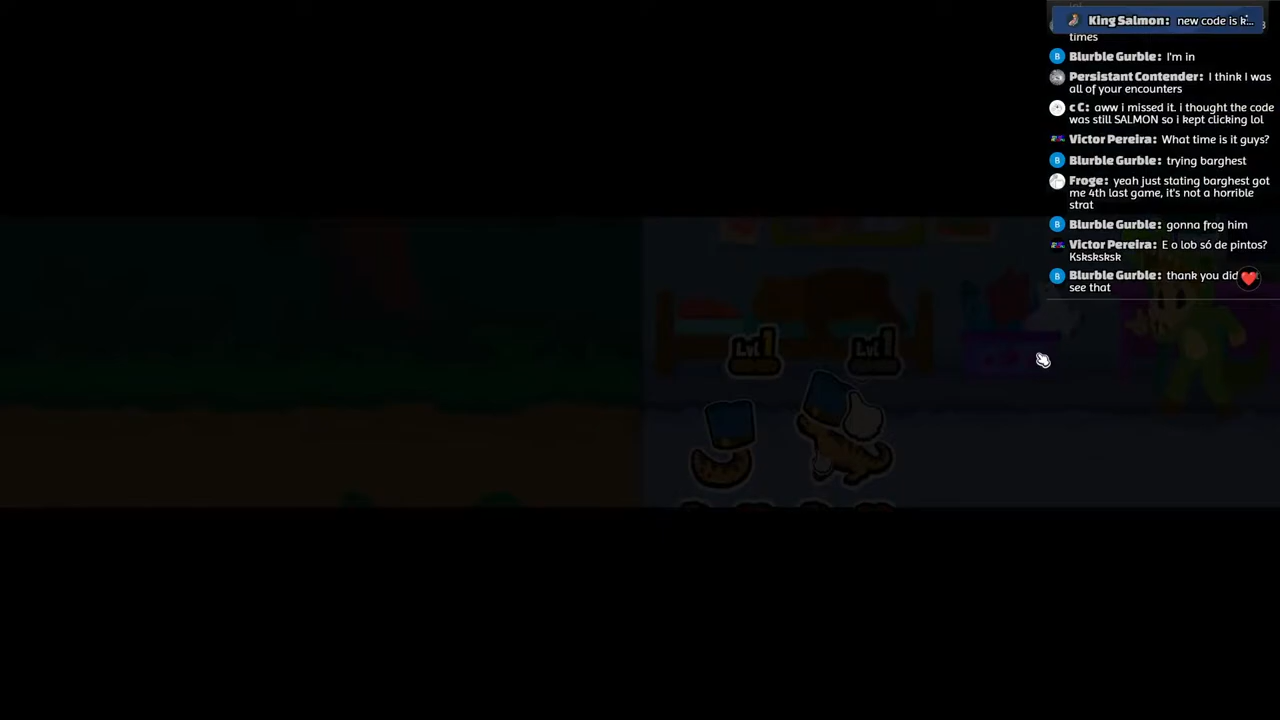 King Salmon: new code is k...
times
Blurble Gurble: I'm in
Persistant Contender: I think I was
all of your encounters
c C: aww i missed it. i thought the code
was still SALMON so i kept clicking lol
Victor Pereira: What time is it guys?
Blurble Gurble: trying barghest
Froge: yeah just stating barghest got
me 4th last game, it's not a horrible
strat
Blurble Gurble: gonna frog him
Victor Pereira: E o lob só de pintos?
Ksksksksk
Blurble Gurble: thank you did
see that
Lvl 1
Lvl 1